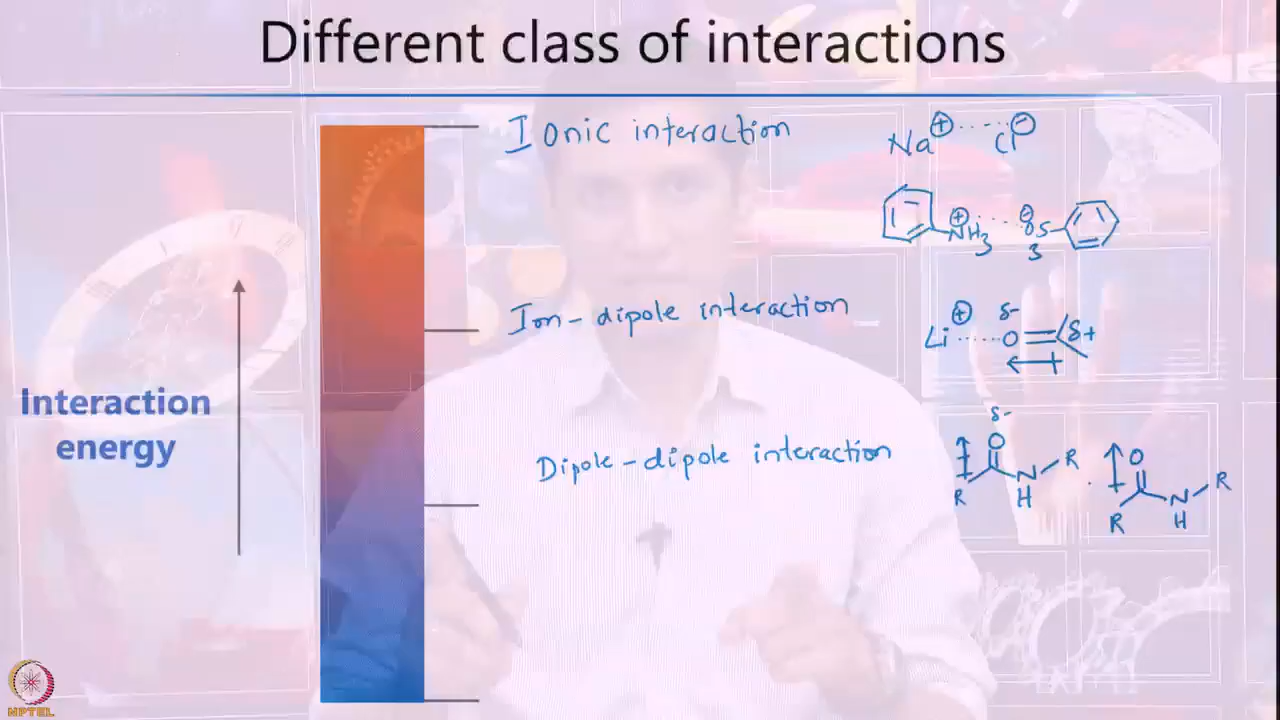 Different class of interactions
Ionic interaction
Na⊕ ····· Cl⊖
⊕ ⊖
NH3 ····· O3S
Ion-dipole interaction
⊕ δ-
Li ····· O δ+
Interaction
energy
Dipole-dipole interaction
δ-
O O
R N R
H
R N R
H
NPTEL